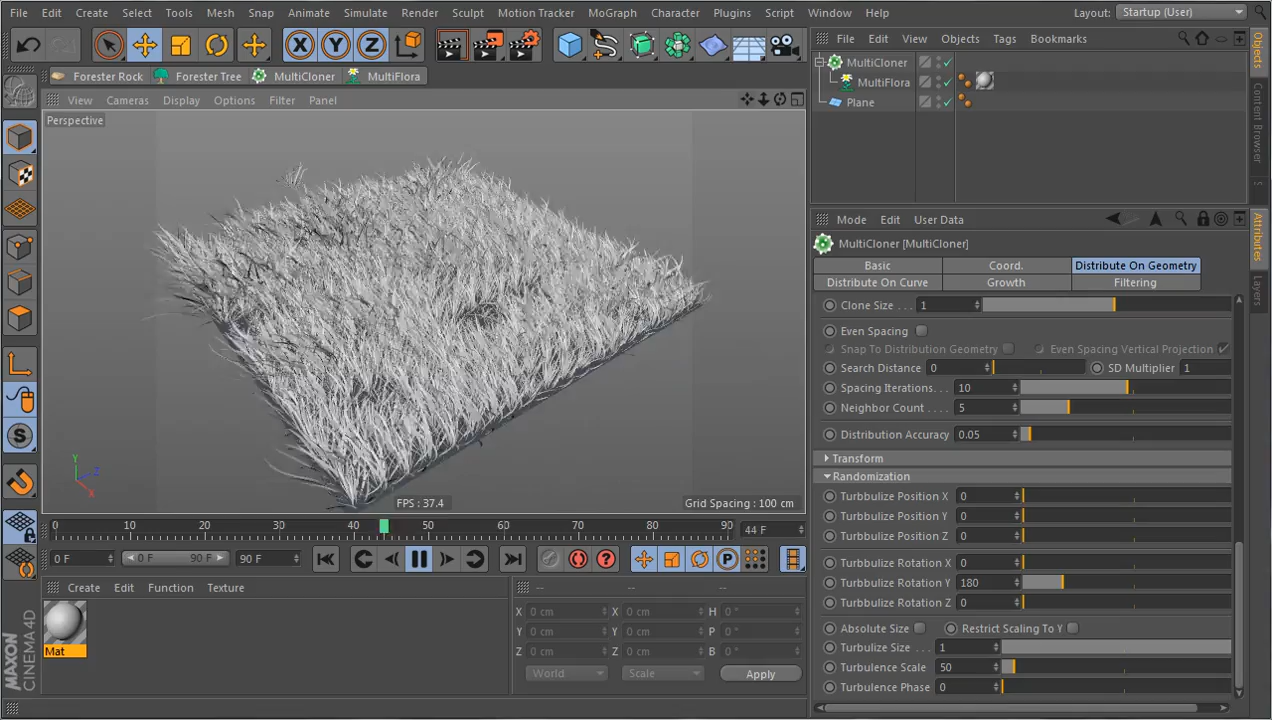 File Edit Create Select Tools Mesh Snap Animate Simulate Render Sculpt Motion Tracker MoGraph Character Plugins Script Window Help Layout: Startup (User)
X Y Z
File Edit View Objects Tags Bookmarks
MultiCloner
MultiFlora
Plane
Forester Rock Forester Tree MultiCloner MultiFlora
View Cameras Display Options Filter Panel
Perspective
Y
Z
X
FPS : 37.4
Grid Spacing : 100 cm
Objects
Content Browser
S
Attributes
Layers
Mode Edit User Data
MultiCloner [MultiCloner]
Basic Coord. Distribute On Geometry
Distribute On Curve Growth Filtering
Clone Size . . . 1
Even Spacing
Snap To Distribution Geometry Even Spacing Vertical Projection
Search Distance 0 SD Multiplier 1
Spacing Iterations. . . 10
Neighbor Count . . . . 5
Distribution Accuracy 0.05
Transform
Randomization
Turbbulize Position X 0
Turbbulize Position Y 0
Turbbulize Position Z 0
Turbbulize Rotation X 0
Turbbulize Rotation Y 180
Turbbulize Rotation Z 0
Absolute Size Restrict Scaling To Y
Turbulize Size . . . 1
Turbulence Scale 50
Turbulence Phase 0
S
0 10 20 30 40 50 60 70 80 90 44 F
0 F 0 F 90 F 90 F
P
Create Edit Function Texture
Mat
-- -- --
X 0 cm X 0 cm H 0 °
Y 0 cm Y 0 cm P 0 °
Z 0 cm Z 0 cm B 0 °
World Scale Apply
MAXON
CINEMA 4D